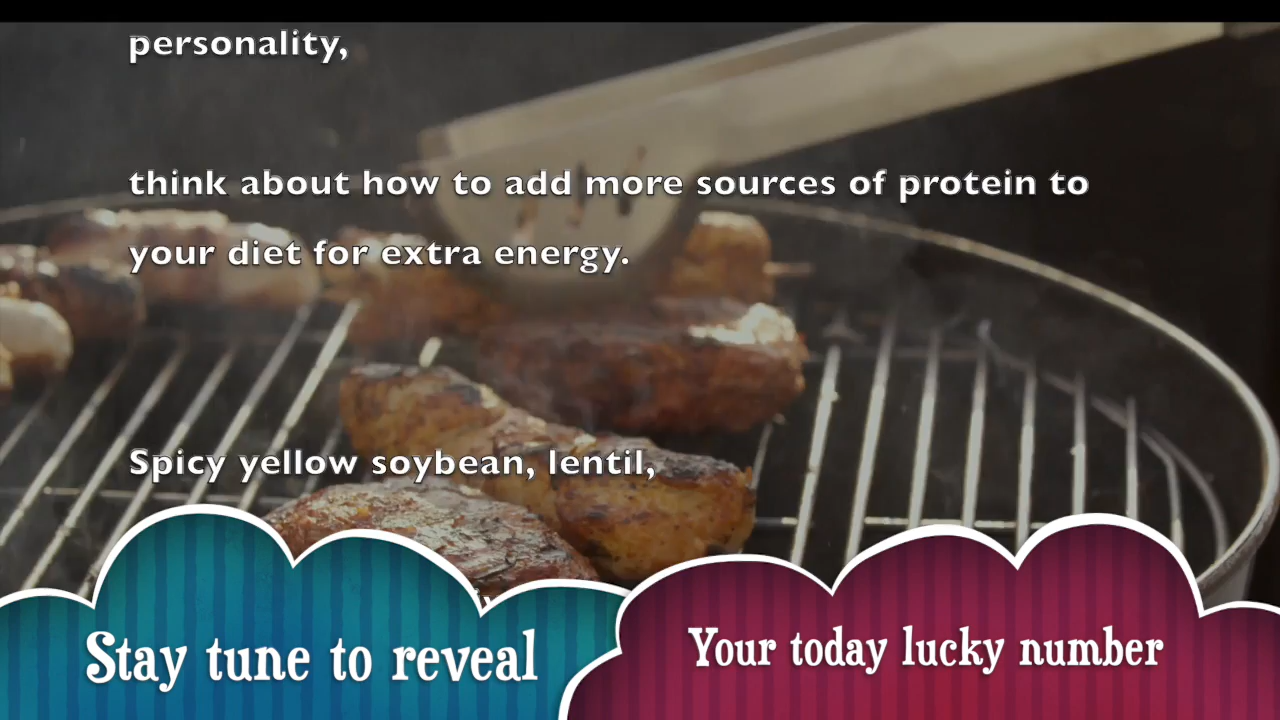 personality,
think about how to add more sources of protein to
your diet for extra energy.
Spicy yellow soybean, lentil,
Stay tune to reveal
Your today lucky number